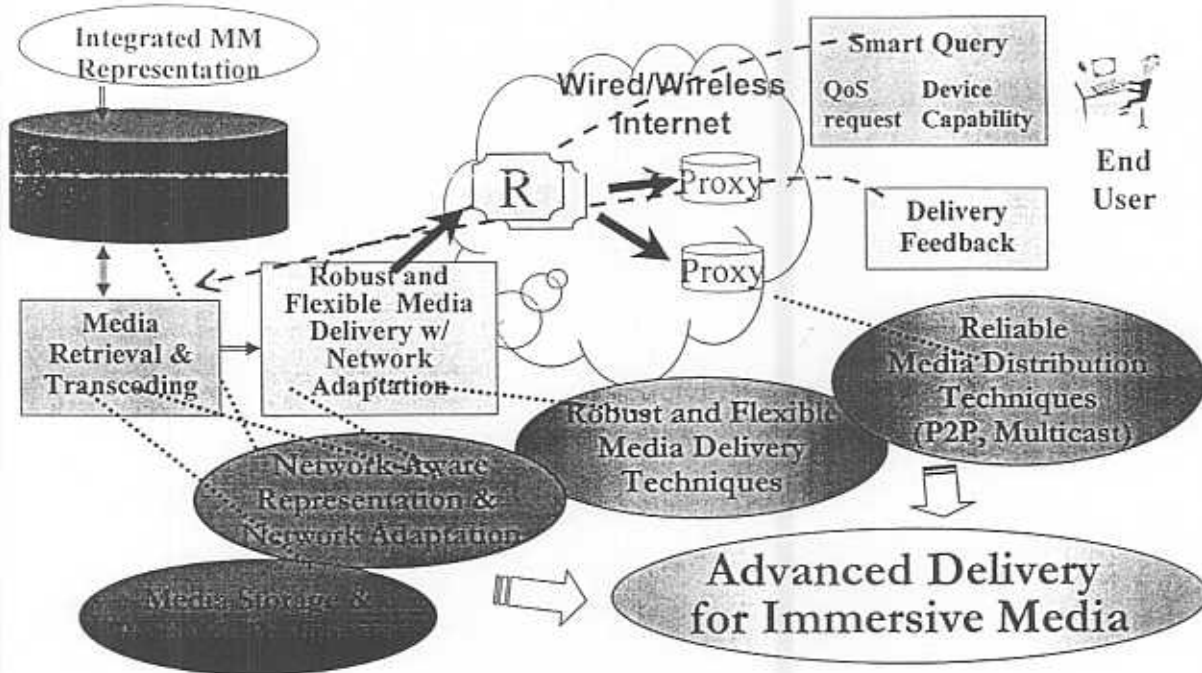 Integrated MM
Representation
Smart Query
QoS
request
Device
Capability
End
User
Wired/Wireless
Internet
R
Proxy
Proxy
Delivery
Feedback
Media
Retrieval &
Transcoding
Robust and
Flexible Media
Delivery w/
Network
Adaptation
Reliable
Media Distribution
Techniques
(P2P, Multicast)
Robust and Flexible
Media Delivery
Techniques
Network-Aware
Representation &
Network Adaptation
Media Storage &
Advanced Delivery
for Immersive Media